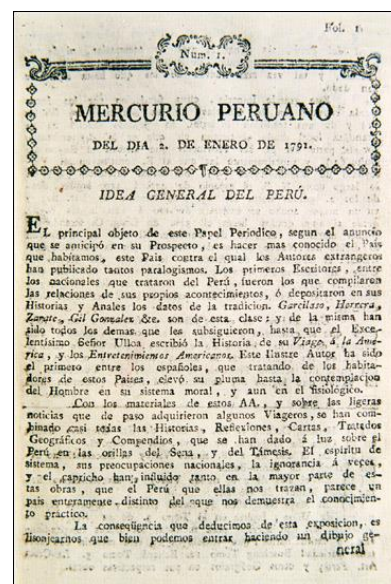 Fol. 1.
Num. 1.
MERCURIO PERUANO
DEL DIA 2. DE ENERO DE 1791.
IDEA GENERAL DEL PERÚ.
EL principal objeto de este Papel Periodico, segun el anuncio
que se anticipó en su Prospecto, es hacer mas conocido el Pais
que habitamos, este Pais contra el qual los Autores extrangeros
han publicado tantos paralogismos. Los primeros Escritores, entre
los nacionales que trataron del Perú, fueron los que compilaron
las relaciones de sus propios acontecimientos, ó depositaron en sus
Historias y Anales los datos de la tradicion. Garcilaso, Herrera,
Zarate, Gil Gonzales &c. son de esta clase: y de la misma han
sido todos los demas que les subsiguieron, hasta que el Exce-
lentisimo Señor Ulloa escribió la Historia de su Viage á la Amé-
rica, y los Entretenimientos Americanos. Este Ilustre Autor ha sido
el primero entre los españoles, que tratando de los habita-
dores de estos Paises, elevó su pluma hasta la contemplacion
del Hombre en su sistema moral, y aun en el fisiológico.
Con los materiales de estos AA., y sobre las ligeras
noticias que de paso adquirieron algunos Viageros se han com-
binado casi todas las Historias, Reflexiones, Cartas, Tratados
Geográficos y Compendios, que se han dado á luz sobre el
Perú en las orillas del Sena, y del Támesis. El espiritu de
sistema, sus preocupaciones nacionales, la ignorancia á veces,
y el capricho han influido tanto en la mayor parte de es-
tas obras, que el Perú que ellas nos trazan, parece un
pais enteramente distinto del que nos demuestra el conocimien-
to práctico.
La conseqüencia que deducimos de esta exposicion, es
lisonjearnos que bien podemos entrar haciendo un dibujo ge-
neral